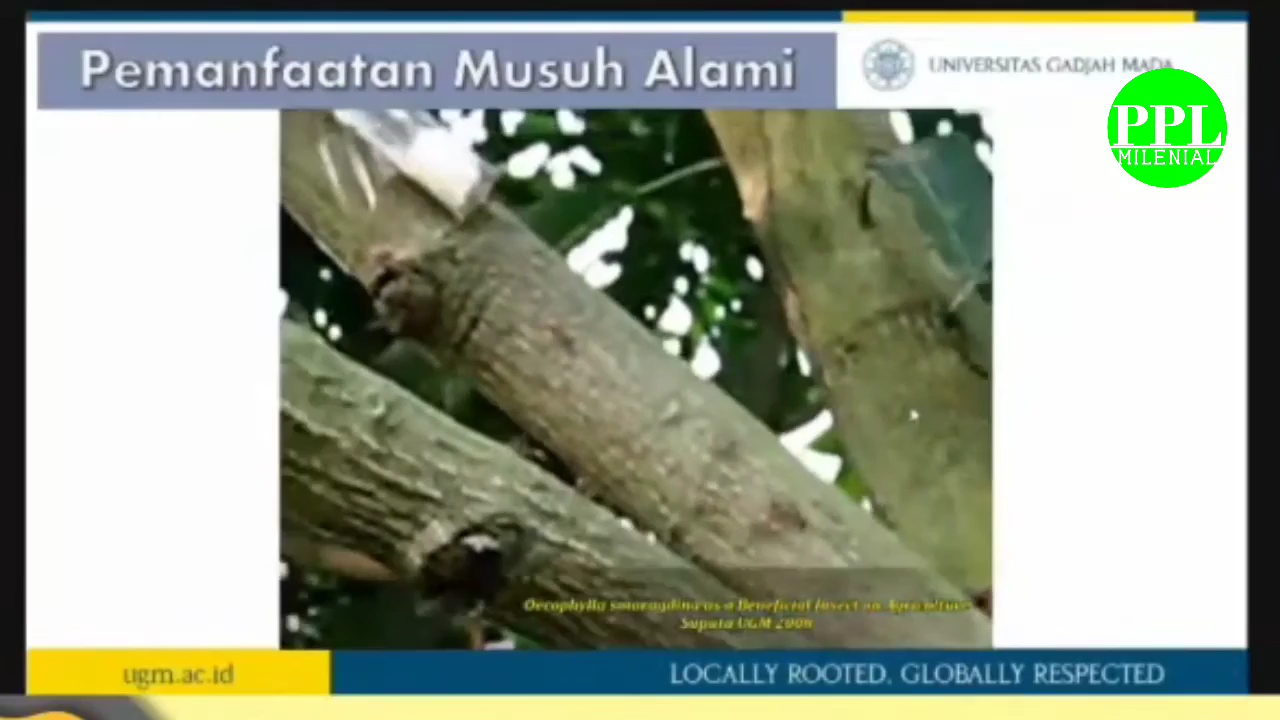 Pemanfaatan Musuh Alami
UNIVERSITAS GADJAH MADA
PPL
MILENIAL
Oecophylla smaragdina as a Beneficial Insect on Agriculture
Suputa UGM 2006
ugm.ac.id
LOCALLY ROOTED, GLOBALLY RESPECTED